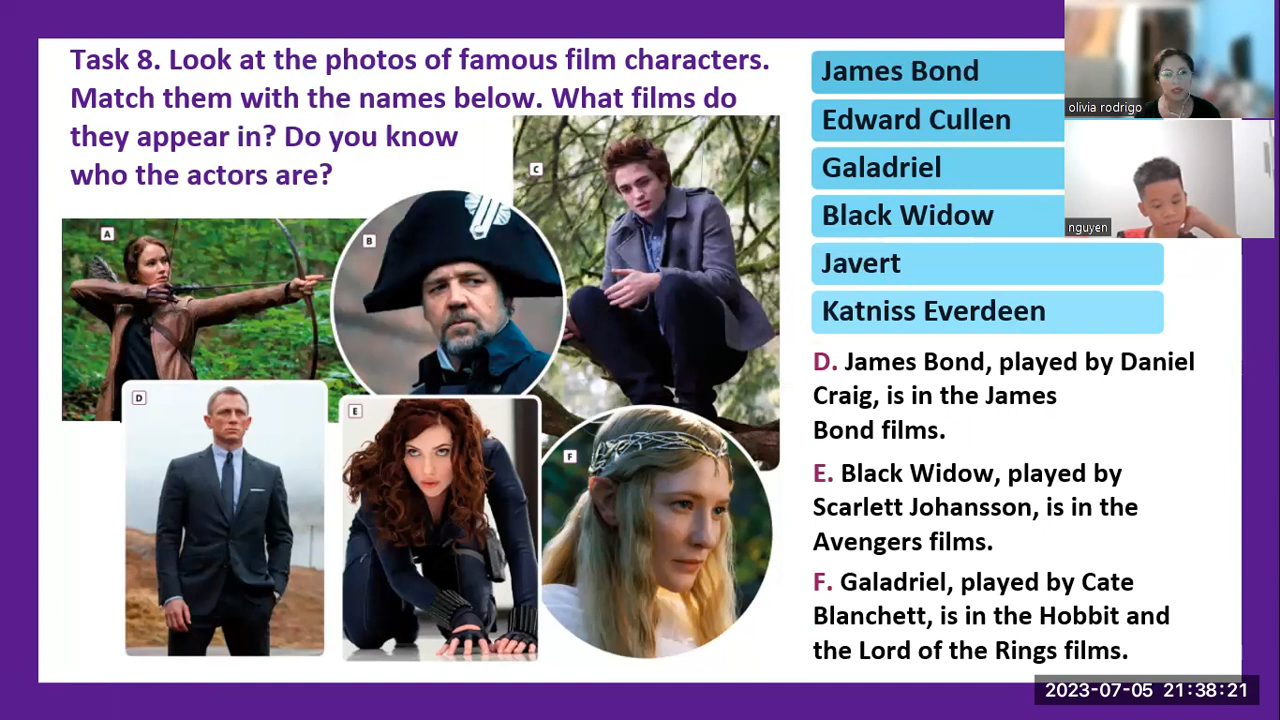 Task 8. Look at the photos of famous film characters.
Match them with the names below. What films do
they appear in? Do you know
who the actors are?
A
B
C
D
E
F
James Bond
Edward Cullen
Galadriel
Black Widow
Javert
Katniss Everdeen
D. James Bond, played by Daniel
Craig, is in the James
Bond films.
E. Black Widow, played by
Scarlett Johansson, is in the
Avengers films.
F. Galadriel, played by Cate
Blanchett, is in the Hobbit and
the Lord of the Rings films.
olivia rodrigo
nguyen
2023-07-05 21:38:21